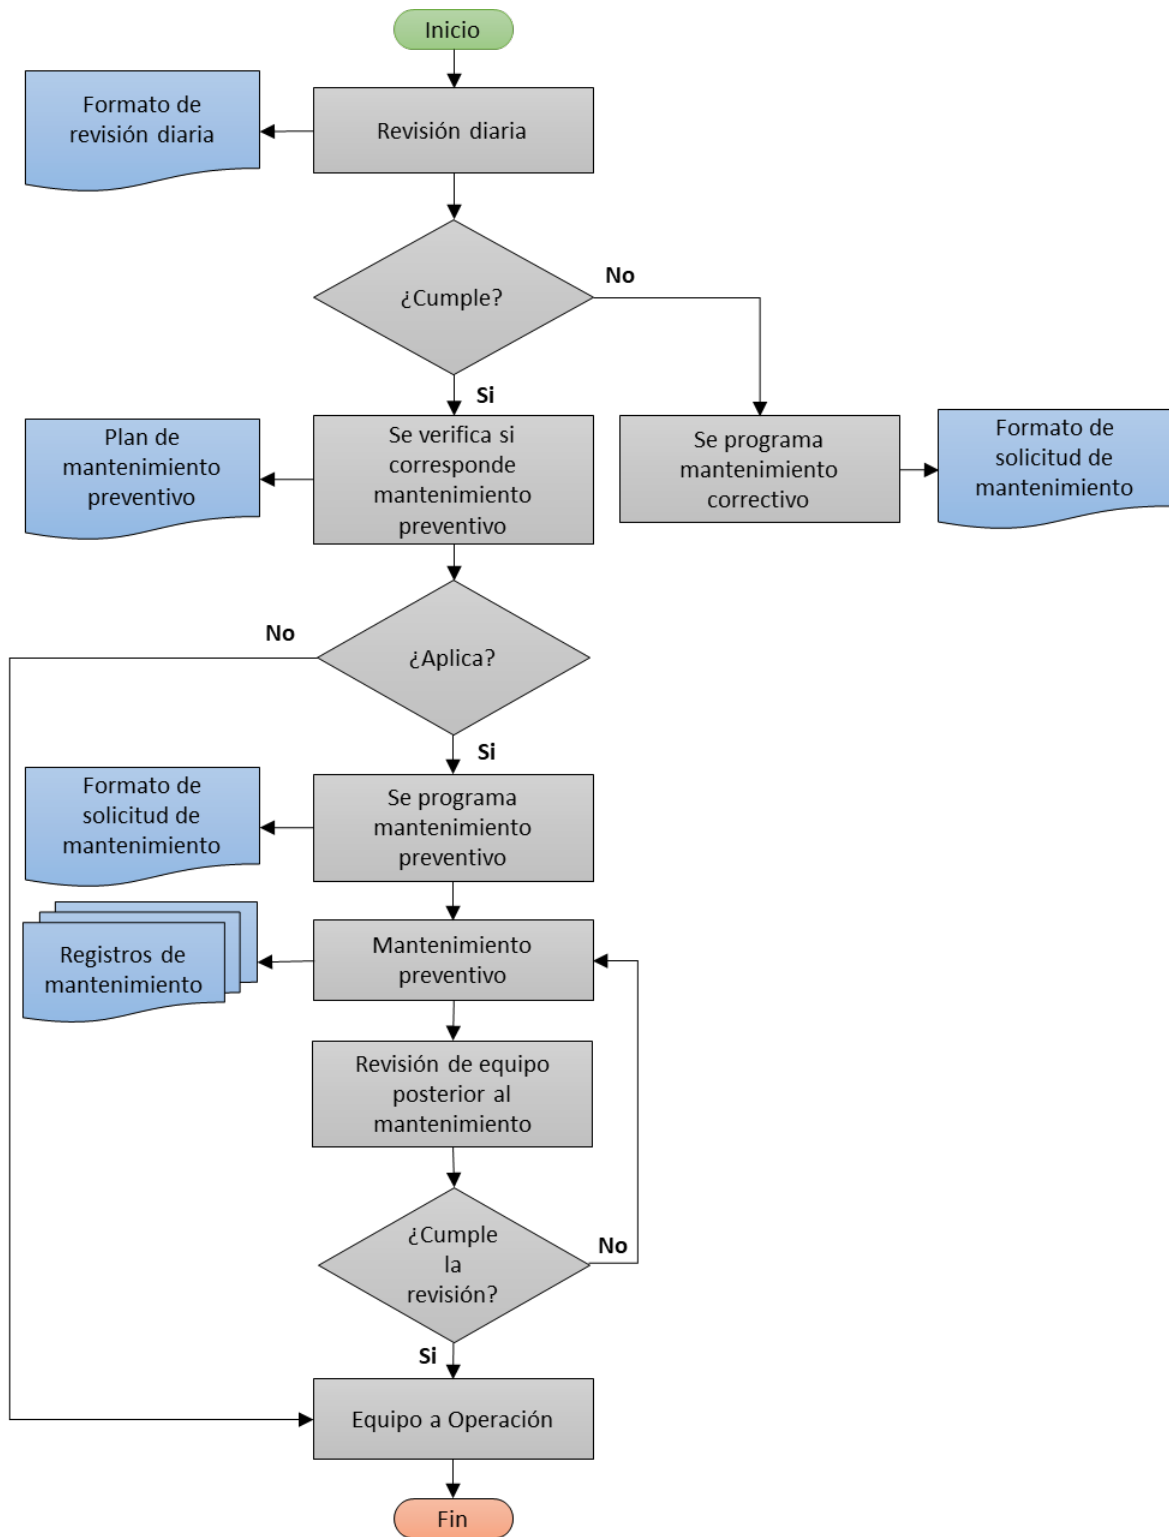 Inicio
Formato de
revisión diaria
Revisión diaria
¿Cumple?
No
Si
Plan de
mantenimiento
preventivo
Se verifica si
corresponde
mantenimiento
preventivo
Se programa
mantenimiento
correctivo
Formato de
solicitud de
mantenimiento
No
¿Aplica?
Si
Formato de
solicitud de
mantenimiento
Se programa
mantenimiento
preventivo
Registros de
mantenimiento
Mantenimiento
preventivo
Revisión de equipo
posterior al
mantenimiento
¿Cumple
la
revisión?
No
Si
Equipo a Operación
Fin